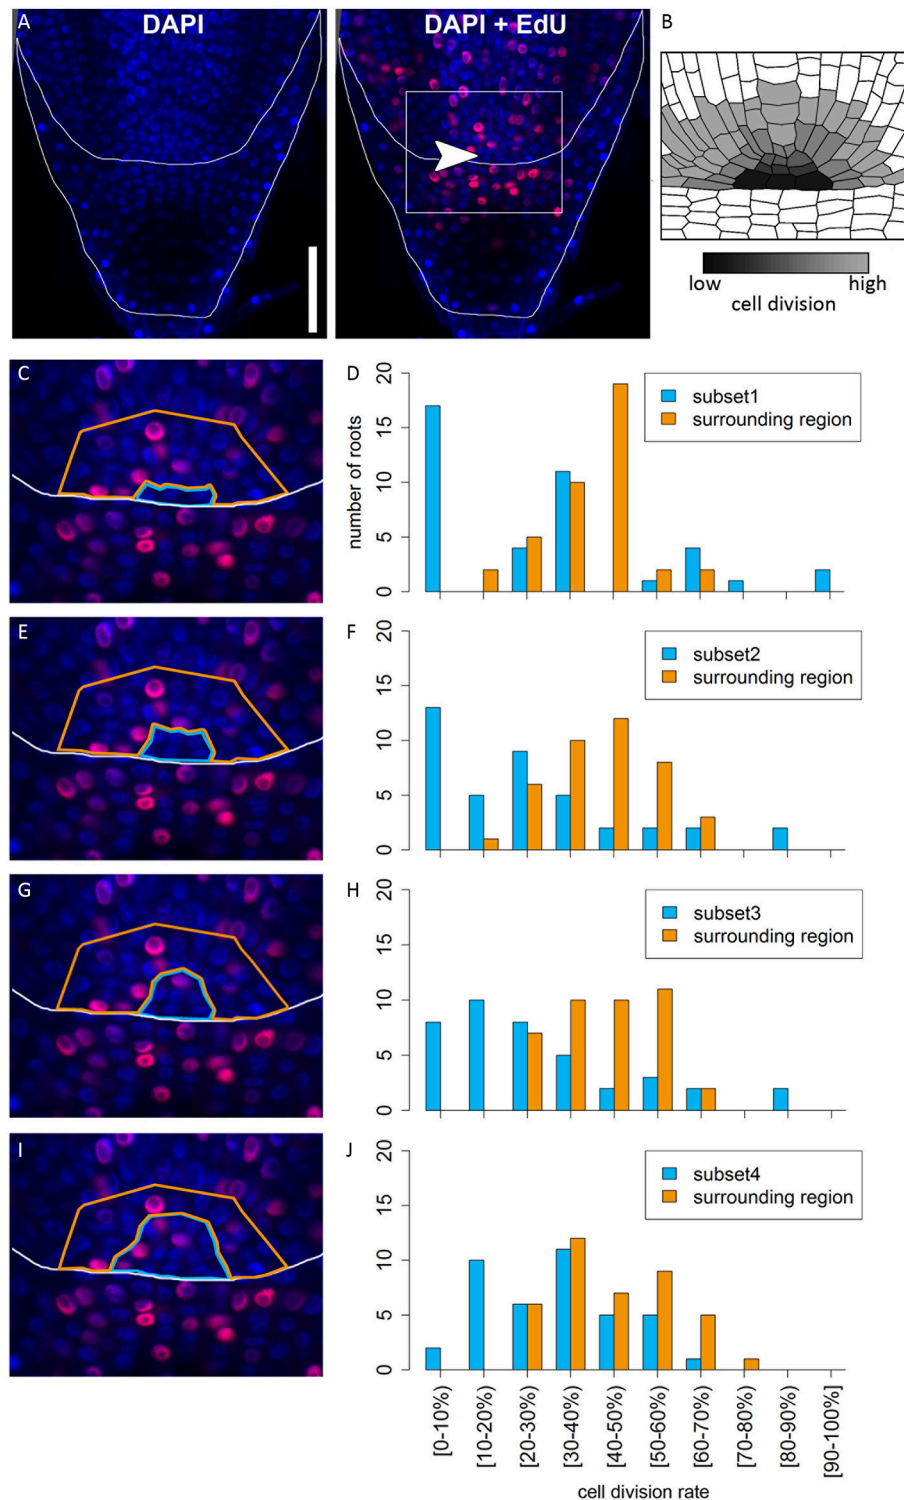 A
DAPI
DAPI + EdU
B
low
high
cell division
C
D
number of roots
20
15
10
5
0
subset1
surrounding region
E
F
20
15
10
5
0
subset2
surrounding region
G
H
20
15
10
5
0
subset3
surrounding region
I
J
20
15
10
5
0
subset4
surrounding region
[0-10%)
[10-20%)
[20-30%)
[30-40%)
[40-50%)
[50-60%)
[60-70%)
[70-80%)
[80-90%)
[90-100%]
cell division rate